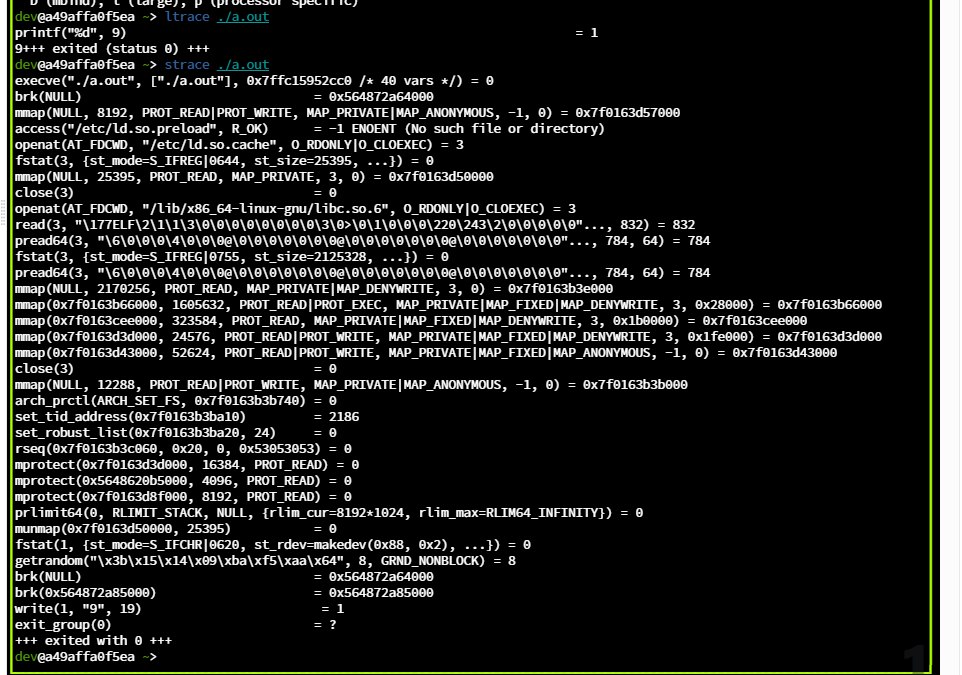 D (mbind), l (large), p (processor specific)
dev@a49affa0f5ea ~> ltrace ./a.out
printf("%d", 9) = 1
9+++ exited (status 0) +++
dev@a49affa0f5ea ~> strace ./a.out
execve("./a.out", ["./a.out"], 0x7ffc15952cc0 /* 40 vars */) = 0
brk(NULL) = 0x564872a64000
mmap(NULL, 8192, PROT_READ|PROT_WRITE, MAP_PRIVATE|MAP_ANONYMOUS, -1, 0) = 0x7f0163d57000
access("/etc/ld.so.preload", R_OK) = -1 ENOENT (No such file or directory)
openat(AT_FDCWD, "/etc/ld.so.cache", O_RDONLY|O_CLOEXEC) = 3
fstat(3, {st_mode=S_IFREG|0644, st_size=25395, ...}) = 0
mmap(NULL, 25395, PROT_READ, MAP_PRIVATE, 3, 0) = 0x7f0163d50000
close(3) = 0
openat(AT_FDCWD, "/lib/x86_64-linux-gnu/libc.so.6", O_RDONLY|O_CLOEXEC) = 3
read(3, "\177ELF\2\1\1\3\0\0\0\0\0\0\0\0\3\0>\0\1\0\0\0\220\243\2\0\0\0\0\0"..., 832) = 832
pread64(3, "\6\0\0\0\4\0\0\0@\0\0\0\0\0\0\0@\0\0\0\0\0\0\0@\0\0\0\0\0\0\0"..., 784, 64) = 784
fstat(3, {st_mode=S_IFREG|0755, st_size=2125328, ...}) = 0
pread64(3, "\6\0\0\0\4\0\0\0@\0\0\0\0\0\0\0@\0\0\0\0\0\0\0@\0\0\0\0\0\0\0"..., 784, 64) = 784
mmap(NULL, 2170256, PROT_READ, MAP_PRIVATE|MAP_DENYWRITE, 3, 0) = 0x7f0163b3e000
mmap(0x7f0163b66000, 1605632, PROT_READ|PROT_EXEC, MAP_PRIVATE|MAP_FIXED|MAP_DENYWRITE, 3, 0x28000) = 0x7f0163b66000
mmap(0x7f0163cee000, 323584, PROT_READ, MAP_PRIVATE|MAP_FIXED|MAP_DENYWRITE, 3, 0x1b0000) = 0x7f0163cee000
mmap(0x7f0163d3d000, 24576, PROT_READ|PROT_WRITE, MAP_PRIVATE|MAP_FIXED|MAP_DENYWRITE, 3, 0x1fe000) = 0x7f0163d3d000
mmap(0x7f0163d43000, 52624, PROT_READ|PROT_WRITE, MAP_PRIVATE|MAP_FIXED|MAP_ANONYMOUS, -1, 0) = 0x7f0163d43000
close(3) = 0
mmap(NULL, 12288, PROT_READ|PROT_WRITE, MAP_PRIVATE|MAP_ANONYMOUS, -1, 0) = 0x7f0163b3b000
arch_prctl(ARCH_SET_FS, 0x7f0163b3b740) = 0
set_tid_address(0x7f0163b3ba10) = 2186
set_robust_list(0x7f0163b3ba20, 24) = 0
rseq(0x7f0163b3c060, 0x20, 0, 0x53053053) = 0
mprotect(0x7f0163d3d000, 16384, PROT_READ) = 0
mprotect(0x5648620b5000, 4096, PROT_READ) = 0
mprotect(0x7f0163d8f000, 8192, PROT_READ) = 0
prlimit64(0, RLIMIT_STACK, NULL, {rlim_cur=8192*1024, rlim_max=RLIM64_INFINITY}) = 0
munmap(0x7f0163d50000, 25395) = 0
fstat(1, {st_mode=S_IFCHR|0620, st_rdev=makedev(0x88, 0x2), ...}) = 0
getrandom("\x3b\x15\x14\x09\xba\xf5\xaa\x64", 8, GRND_NONBLOCK) = 8
brk(NULL) = 0x564872a64000
brk(0x564872a85000) = 0x564872a85000
write(1, "9", 19) = 1
exit_group(0) = ?
+++ exited with 0 +++
dev@a49affa0f5ea ~>
1